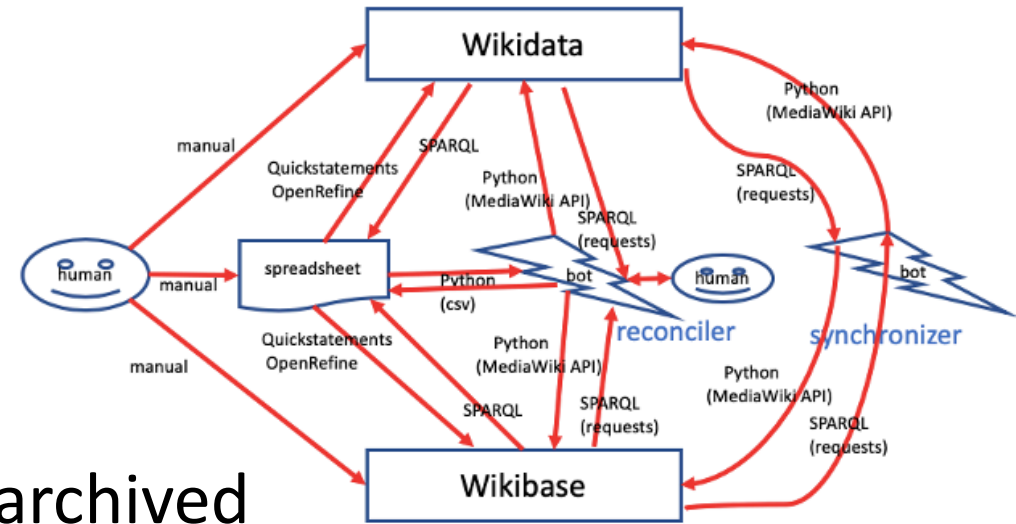 Wikidata
Python
(MediaWiki API)
manual
SPARQL
Quickstatements
OpenRefine
Python
(MediaWiki API)
SPARQL
(requests)
SPARQL
(requests)
human
manual
spreadsheet
Python
(csv)
bot
human
bot
reconciler
synchronizer
manual
Quickstatements
OpenRefine
Python
(MediaWiki API)
SPARQL
SPARQL
(requests)
Python
(MediaWiki API)
SPARQL
(requests)
Wikibase
archived